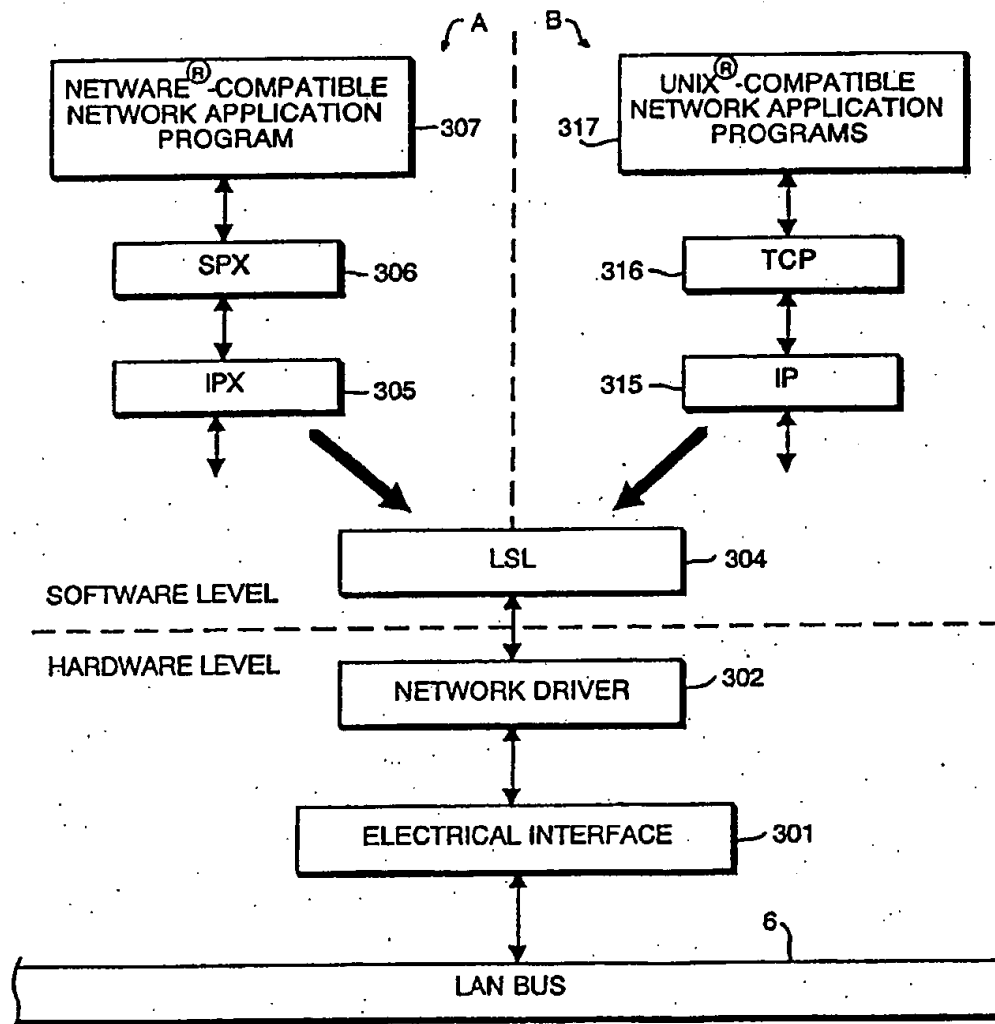 A
B
NETWARE®-COMPATIBLE
NETWORK APPLICATION
PROGRAM
307
UNIX®-COMPATIBLE
NETWORK APPLICATION
PROGRAMS
317
SPX
306
TCP
316
IPX
305
IP
315
LSL
304
SOFTWARE LEVEL
HARDWARE LEVEL
NETWORK DRIVER
302
ELECTRICAL INTERFACE
301
6
LAN BUS